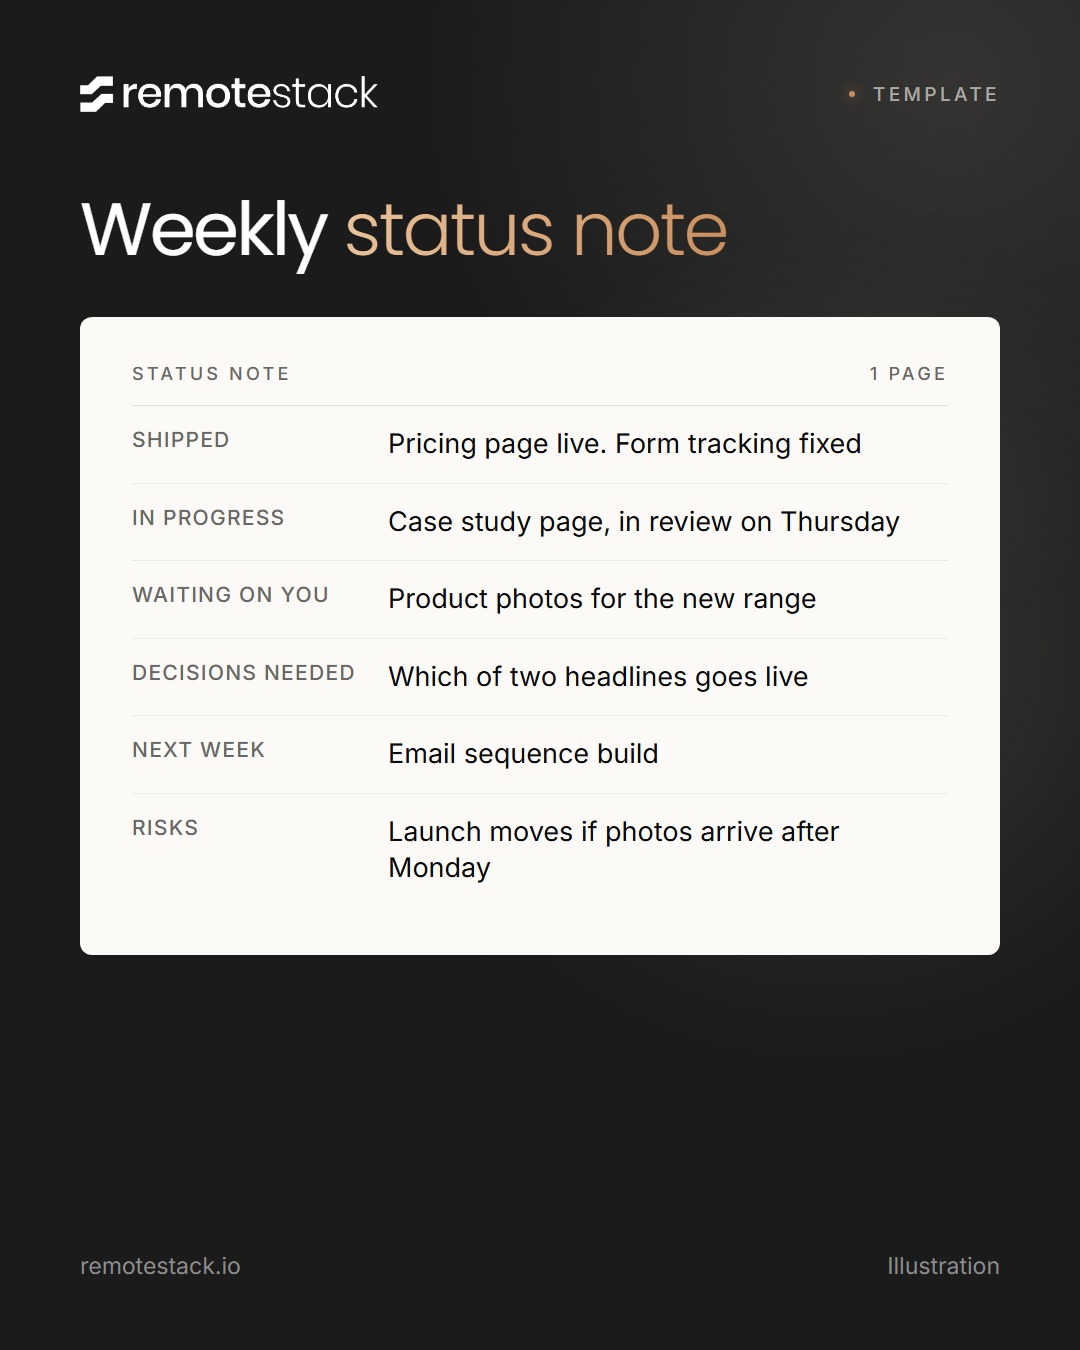 remotestack
TEMPLATE
Weekly status note
STATUS NOTE
1 PAGE
SHIPPED
Pricing page live. Form tracking fixed
IN PROGRESS
Case study page, in review on Thursday
WAITING ON YOU
Product photos for the new range
DECISIONS NEEDED
Which of two headlines goes live
NEXT WEEK
Email sequence build
RISKS
Launch moves if photos arrive after
Monday
remotestack.io
Illustration